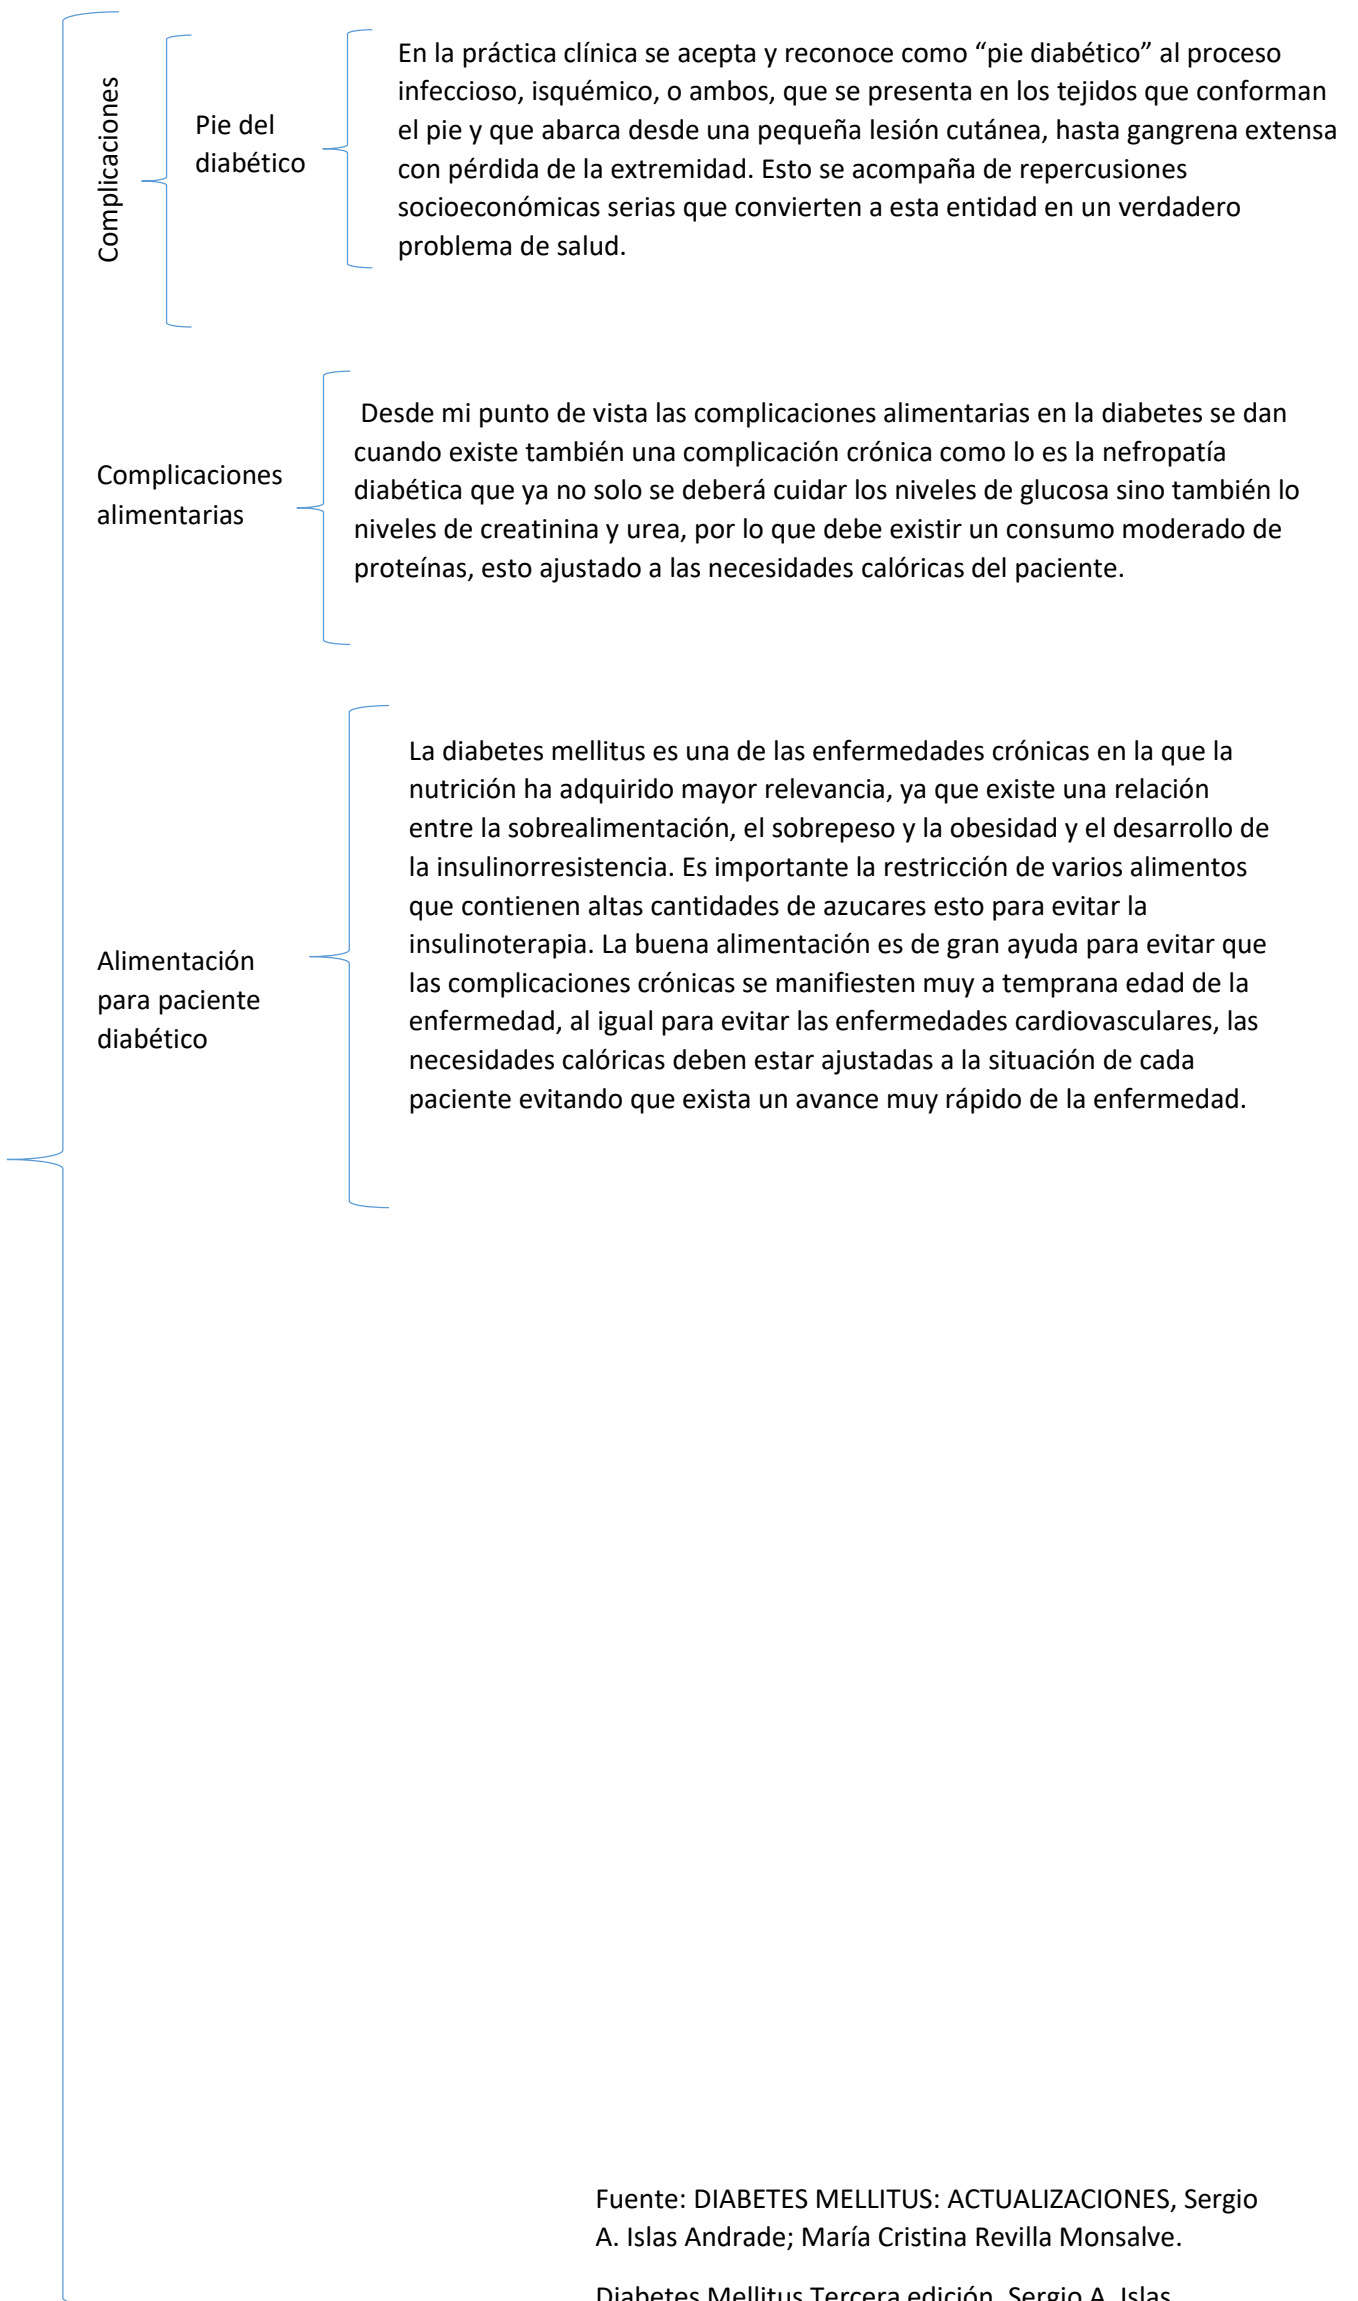 Complicaciones
Pie del
diabético
En la práctica clínica se acepta y reconoce como “pie diabético” al proceso
infeccioso, isquémico, o ambos, que se presenta en los tejidos que conforman
el pie y que abarca desde una pequeña lesión cutánea, hasta gangrena extensa
con pérdida de la extremidad. Esto se acompaña de repercusiones
socioeconómicas serias que convierten a esta entidad en un verdadero
problema de salud.
Complicaciones
alimentarias
Desde mi punto de vista las complicaciones alimentarias en la diabetes se dan
cuando existe también una complicación crónica como lo es la nefropatía
diabética que ya no solo se deberá cuidar los niveles de glucosa sino también lo
niveles de creatinina y urea, por lo que debe existir un consumo moderado de
proteínas, esto ajustado a las necesidades calóricas del paciente.
Alimentación
para paciente
diabético
La diabetes mellitus es una de las enfermedades crónicas en la que la
nutrición ha adquirido mayor relevancia, ya que existe una relación
entre la sobrealimentación, el sobrepeso y la obesidad y el desarrollo de
la insulinorresistencia. Es importante la restricción de varios alimentos
que contienen altas cantidades de azucares esto para evitar la
insulinoterapia. La buena alimentación es de gran ayuda para evitar que
las complicaciones crónicas se manifiesten muy a temprana edad de la
enfermedad, al igual para evitar las enfermedades cardiovasculares, las
necesidades calóricas deben estar ajustadas a la situación de cada
paciente evitando que exista un avance muy rápido de la enfermedad.
Fuente: DIABETES MELLITUS: ACTUALIZACIONES, Sergio
A. Islas Andrade; María Cristina Revilla Monsalve.
Diabetes Mellitus Tercera edición, Sergio A. Islas